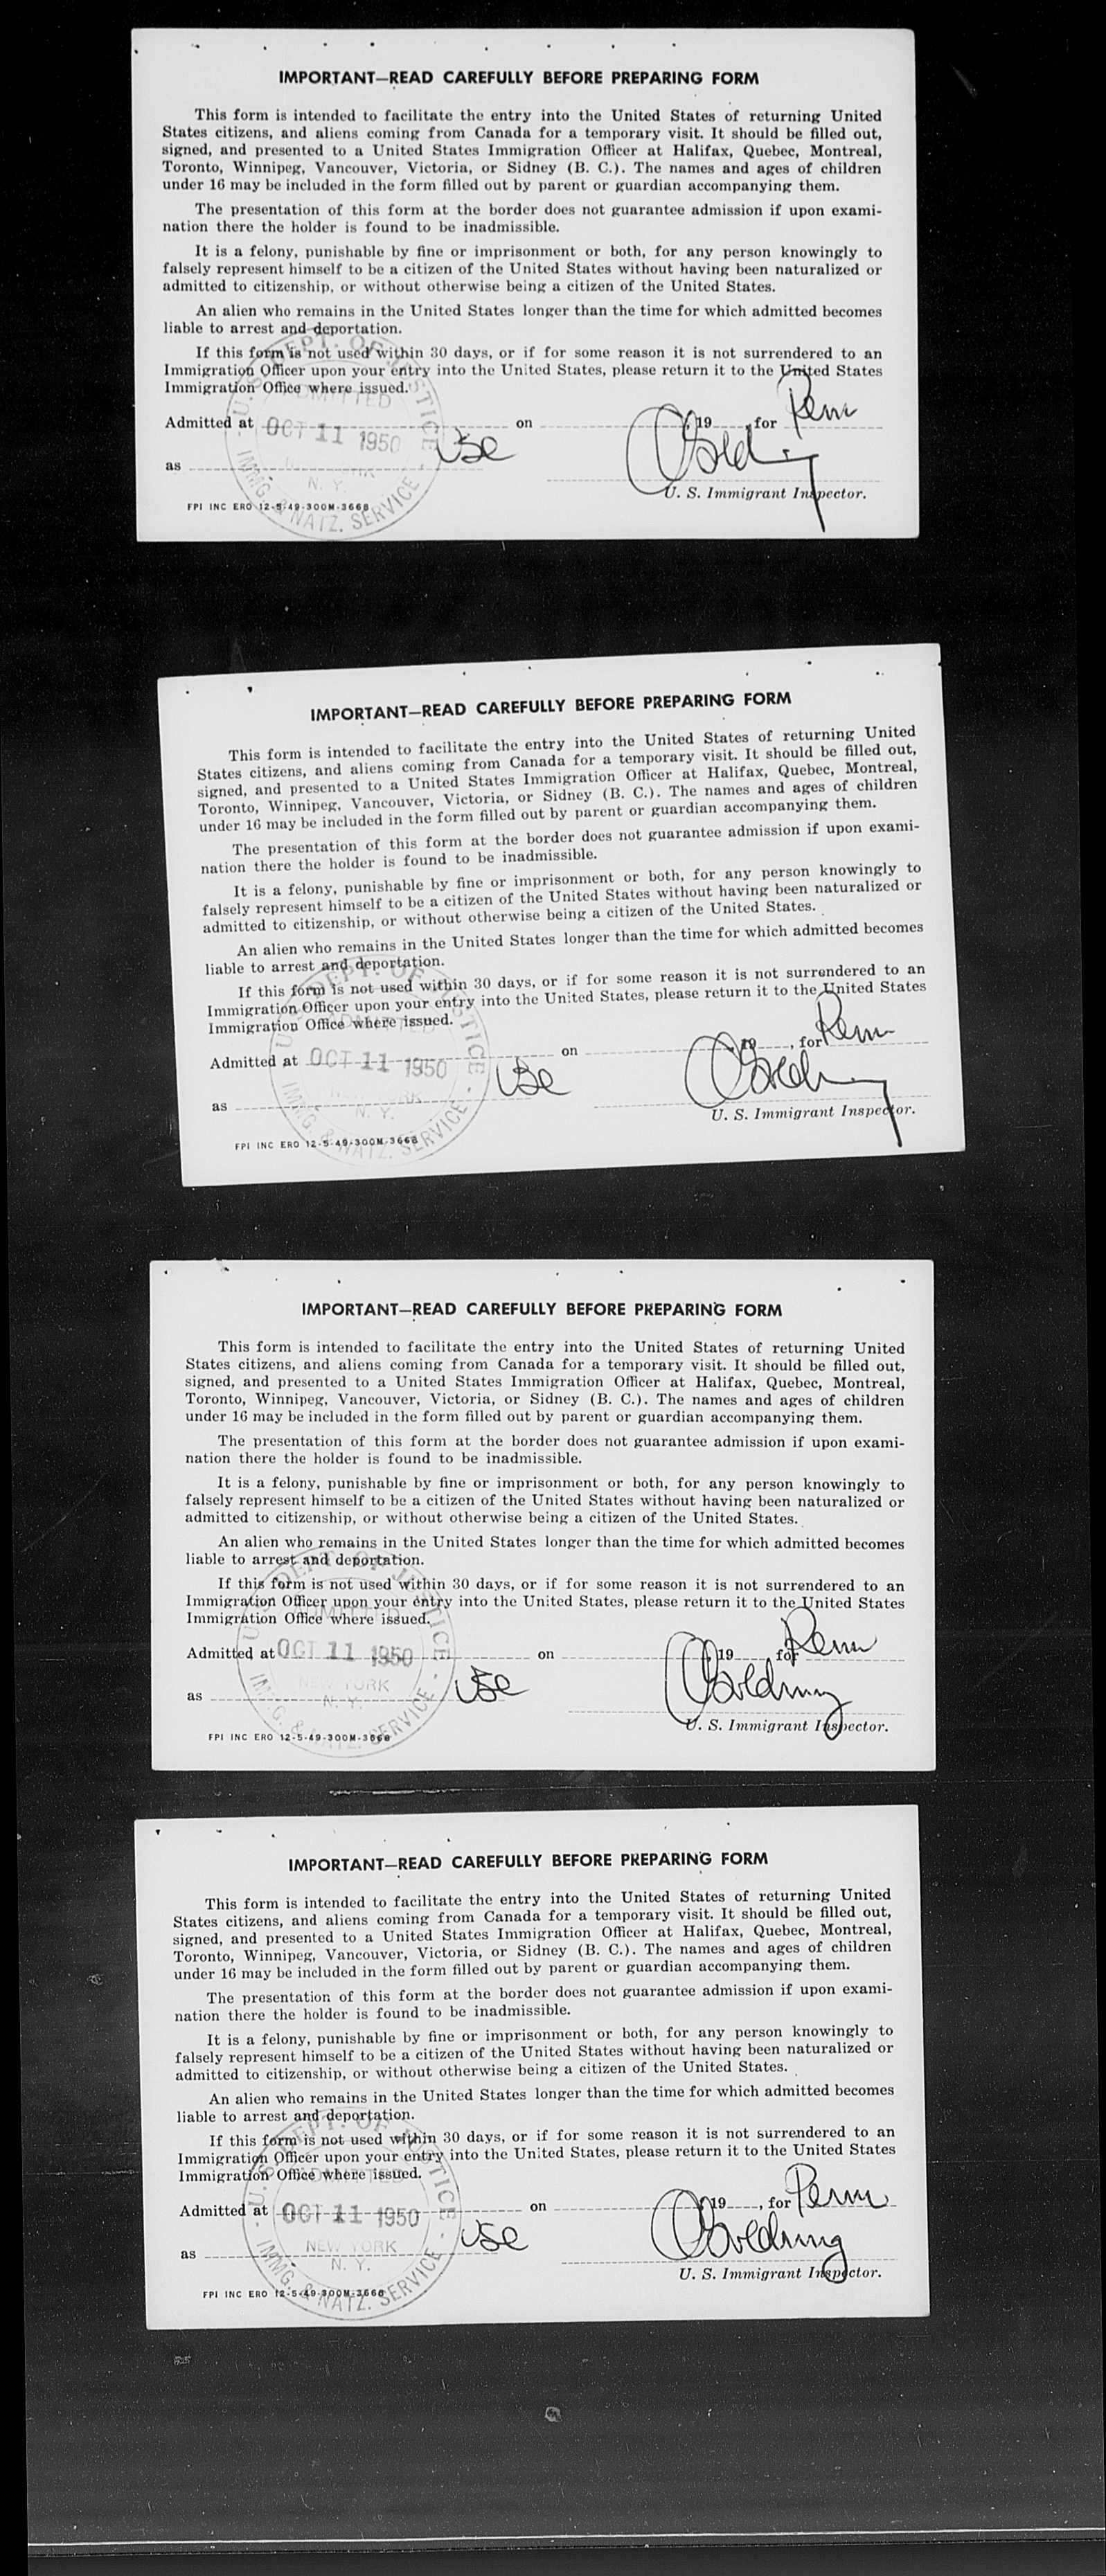 IMPORTANT—READ CAREFULLY BEFORE PREPARING FORM
This form is intended to facilitate the entry into the United States of returning United
States citizens, and aliens coming from Canada for a temporary visit. It should be filled out,
signed, and presented to a United States Immigration Officer at Halifax, Quebec, Montreal,
Toronto, Winnipeg, Vancouver, Victoria, or Sidney (B. C.). The names and ages of children
under 16 may be included in the form filled out by parent or guardian accompanying them.
The presentation of this form at the border does not guarantee admission if upon exami-
nation there the holder is found to be inadmissible.
It is a felony, punishable by fine or imprisonment or both, for any person knowingly to
falsely represent himself to be a citizen of the United States without having been naturalized or
admitted to citizenship, or without otherwise being a citizen of the United States.
An alien who remains in the United States longer than the time for which admitted becomes
liable to arrest and deportation.
If this form is not used within 30 days, or if for some reason it is not surrendered to an
Immigration Officer upon your entry into the United States, please return it to the United States
Immigration Office where issued.
U. S. DEPT. OF JUSTICE
ADMITTED
Admitted at OCT 11 1950 on , 19 , for Perm
as USC
N. Y.
IMMG. & NATZ. SERVICE
U. S. Immigrant Inspector.
FPI INC ERO 12-5-49-300M-3668
IMPORTANT—READ CAREFULLY BEFORE PREPARING FORM
This form is intended to facilitate the entry into the United States of returning United
States citizens, and aliens coming from Canada for a temporary visit. It should be filled out,
signed, and presented to a United States Immigration Officer at Halifax, Quebec, Montreal,
Toronto, Winnipeg, Vancouver, Victoria, or Sidney (B. C.). The names and ages of children
under 16 may be included in the form filled out by parent or guardian accompanying them.
The presentation of this form at the border does not guarantee admission if upon exami-
nation there the holder is found to be inadmissible.
It is a felony, punishable by fine or imprisonment or both, for any person knowingly to
falsely represent himself to be a citizen of the United States without having been naturalized or
admitted to citizenship, or without otherwise being a citizen of the United States.
An alien who remains in the United States longer than the time for which admitted becomes
liable to arrest and deportation.
If this form is not used within 30 days, or if for some reason it is not surrendered to an
Immigration Officer upon your entry into the United States, please return it to the United States
Immigration Office where issued.
U. S. DEPT. OF JUSTICE
ADMITTED
Admitted at OCT 11 1950 on , 19 , for Perm
as USC
N. Y.
IMMG. & NATZ. SERVICE
U. S. Immigrant Inspector.
FPI INC ERO 12-5-49-300M-3668
IMPORTANT—READ CAREFULLY BEFORE PREPARING FORM
This form is intended to facilitate the entry into the United States of returning United
States citizens, and aliens coming from Canada for a temporary visit. It should be filled out,
signed, and presented to a United States Immigration Officer at Halifax, Quebec, Montreal,
Toronto, Winnipeg, Vancouver, Victoria, or Sidney (B. C.). The names and ages of children
under 16 may be included in the form filled out by parent or guardian accompanying them.
The presentation of this form at the border does not guarantee admission if upon exami-
nation there the holder is found to be inadmissible.
It is a felony, punishable by fine or imprisonment or both, for any person knowingly to
falsely represent himself to be a citizen of the United States without having been naturalized or
admitted to citizenship, or without otherwise being a citizen of the United States.
An alien who remains in the United States longer than the time for which admitted becomes
liable to arrest and deportation.
If this form is not used within 30 days, or if for some reason it is not surrendered to an
Immigration Officer upon your entry into the United States, please return it to the United States
Immigration Office where issued.
U. S. DEPT. OF JUSTICE
ADMITTED
Admitted at OCT 11 1950 on , 19 , for Perm
NEW YORK
as USC
N. Y.
IMMG. & NATZ. SERVICE
U. S. Immigrant Inspector.
FPI INC ERO 12-5-49-300M-3668
IMPORTANT—READ CAREFULLY BEFORE PREPARING FORM
This form is intended to facilitate the entry into the United States of returning United
States citizens, and aliens coming from Canada for a temporary visit. It should be filled out,
signed, and presented to a United States Immigration Officer at Halifax, Quebec, Montreal,
Toronto, Winnipeg, Vancouver, Victoria, or Sidney (B. C.). The names and ages of children
under 16 may be included in the form filled out by parent or guardian accompanying them.
The presentation of this form at the border does not guarantee admission if upon exami-
nation there the holder is found to be inadmissible.
It is a felony, punishable by fine or imprisonment or both, for any person knowingly to
falsely represent himself to be a citizen of the United States without having been naturalized or
admitted to citizenship, or without otherwise being a citizen of the United States.
An alien who remains in the United States longer than the time for which admitted becomes
liable to arrest and deportation.
If this form is not used within 30 days, or if for some reason it is not surrendered to an
Immigration Officer upon your entry into the United States, please return it to the United States
Immigration Office where issued.
U. S. DEPT. OF JUSTICE
ADMITTED
Admitted at OCT 11 1950 on , 19 , for Perm
NEW YORK
as USC
N. Y.
IMMG. & NATZ. SERVICE
U. S. Immigrant Inspector.
FPI INC ERO 12-5-49-300M-3668